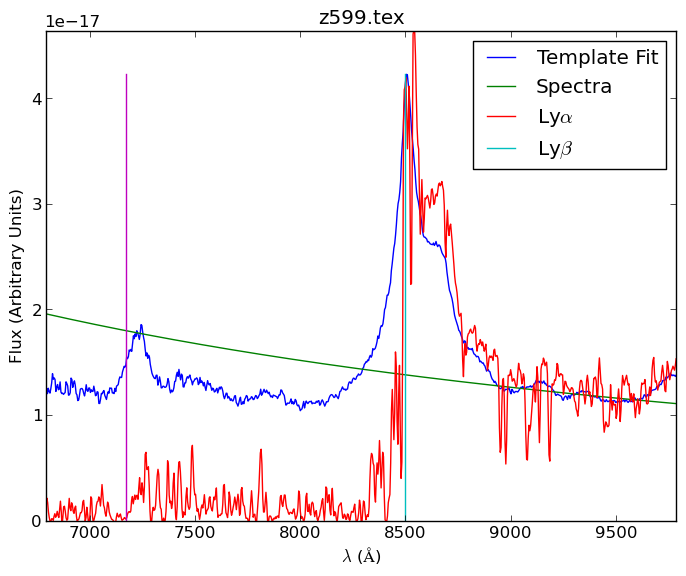 z599.tex
1e−17
Template Fit
Spectra
Lyα
Lyβ
4
3
2
1
0
Flux (Arbitrary Units)
7000 7500 8000 8500 9000 9500
λ (Å)